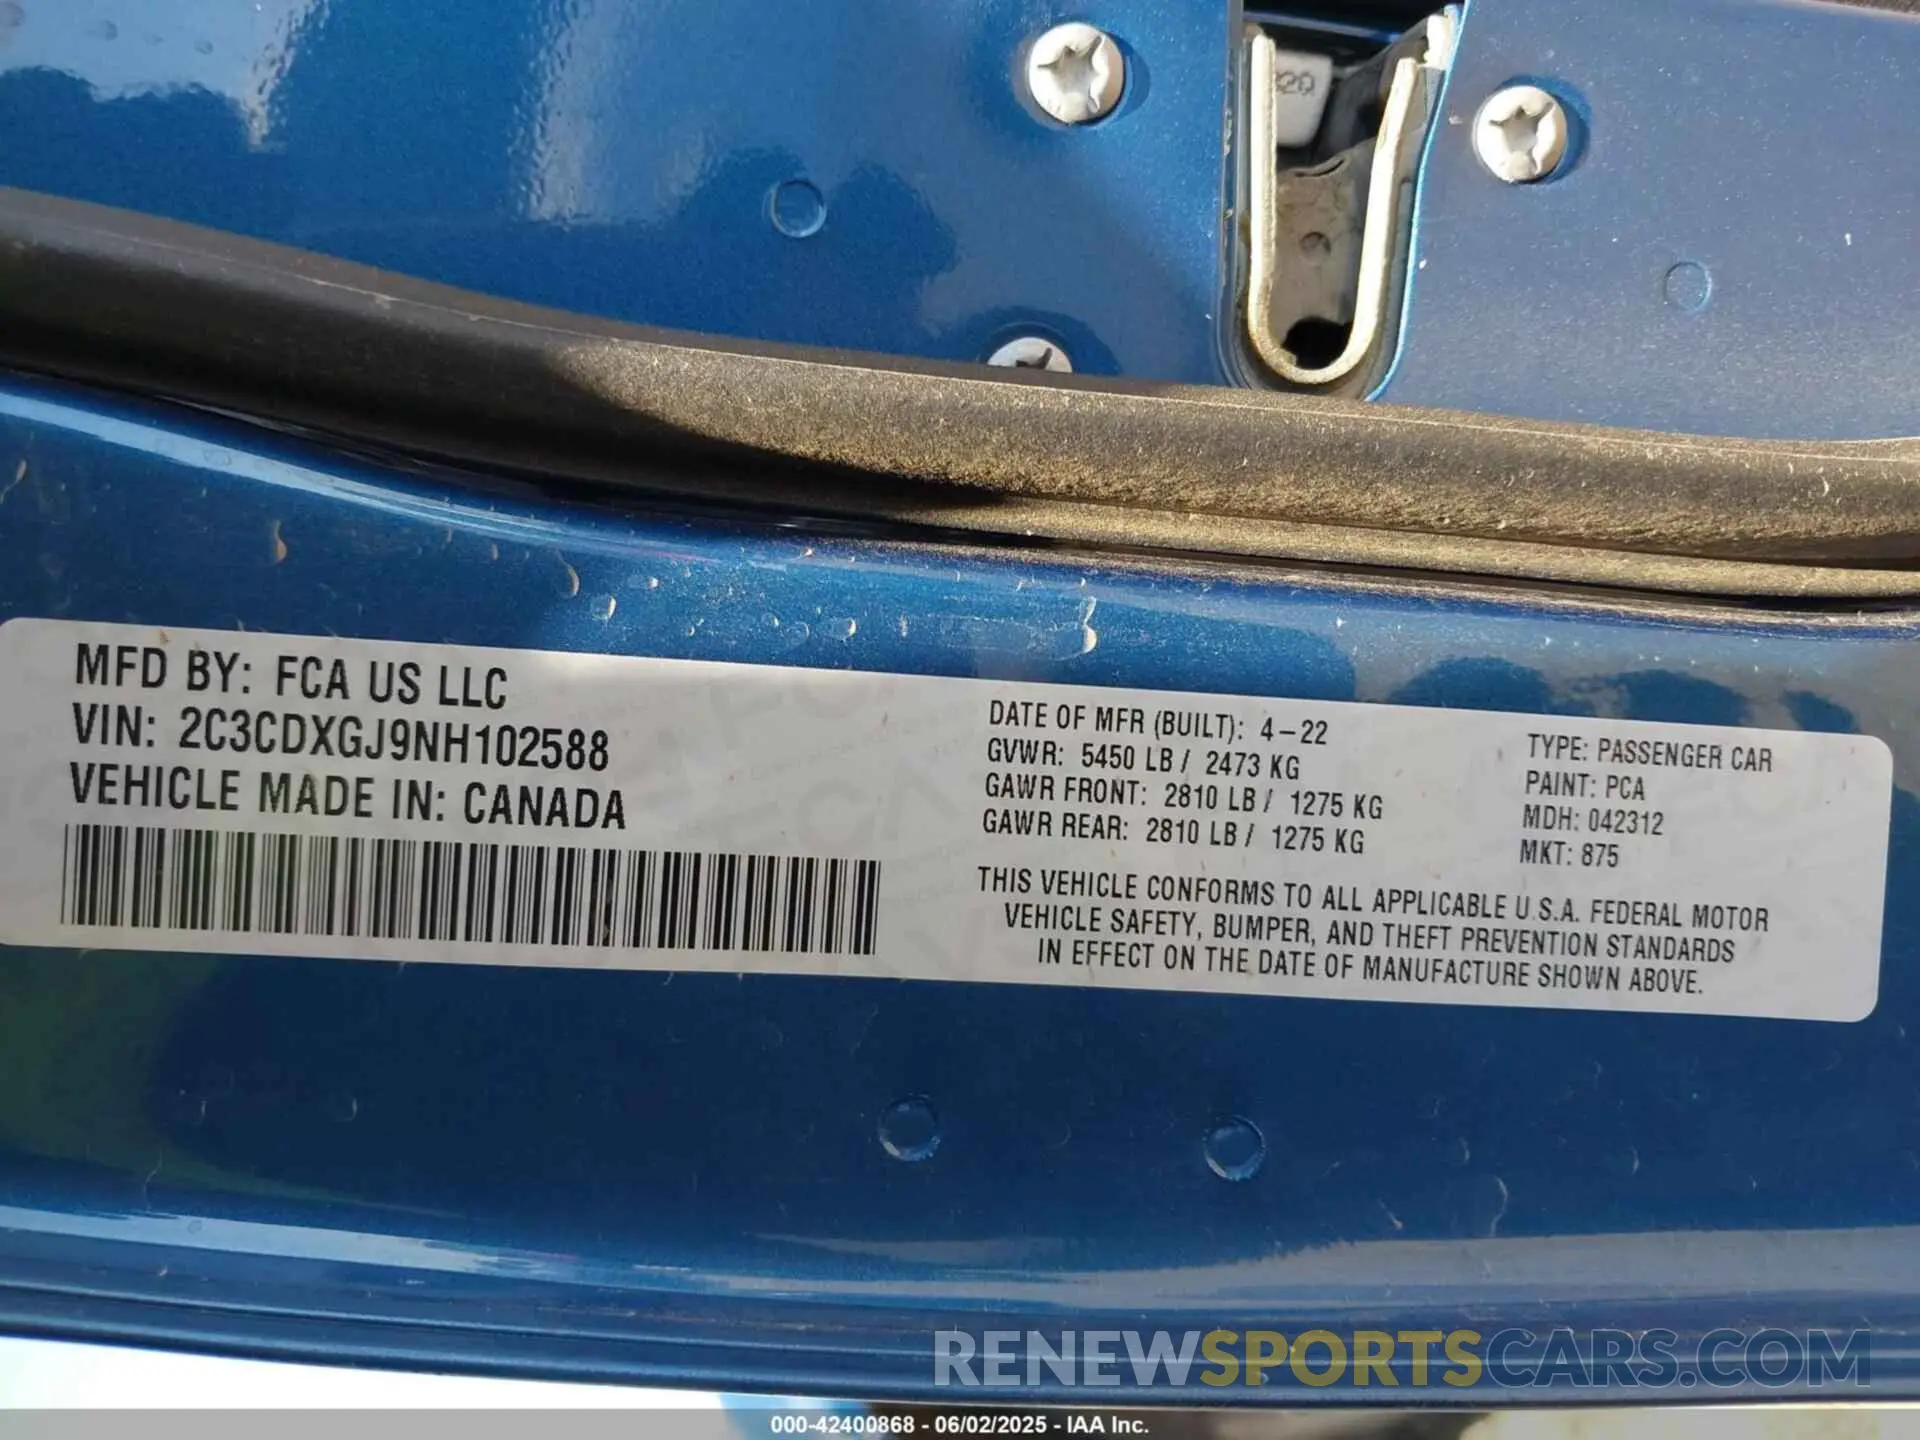 MFD BY: FCA US LLC
VIN: 2C3CDXGJ9NH102588
VEHICLE MADE IN: CANADA
DATE OF MFR (BUILT): 4-22
GVWR: 5450 LB / 2473 KG
GAWR FRONT: 2810 LB / 1275 KG
GAWR REAR: 2810 LB / 1275 KG
TYPE: PASSENGER CAR
PAINT: PCA
MDH: 042312
MKT: 875
THIS VEHICLE CONFORMS TO ALL APPLICABLE U.S.A. FEDERAL MOTOR
VEHICLE SAFETY, BUMPER, AND THEFT PREVENTION STANDARDS
IN EFFECT ON THE DATE OF MANUFACTURE SHOWN ABOVE.
RENEWSPORTSCARS.COM
000-42400868 - 06/02/2025 - IAA Inc.